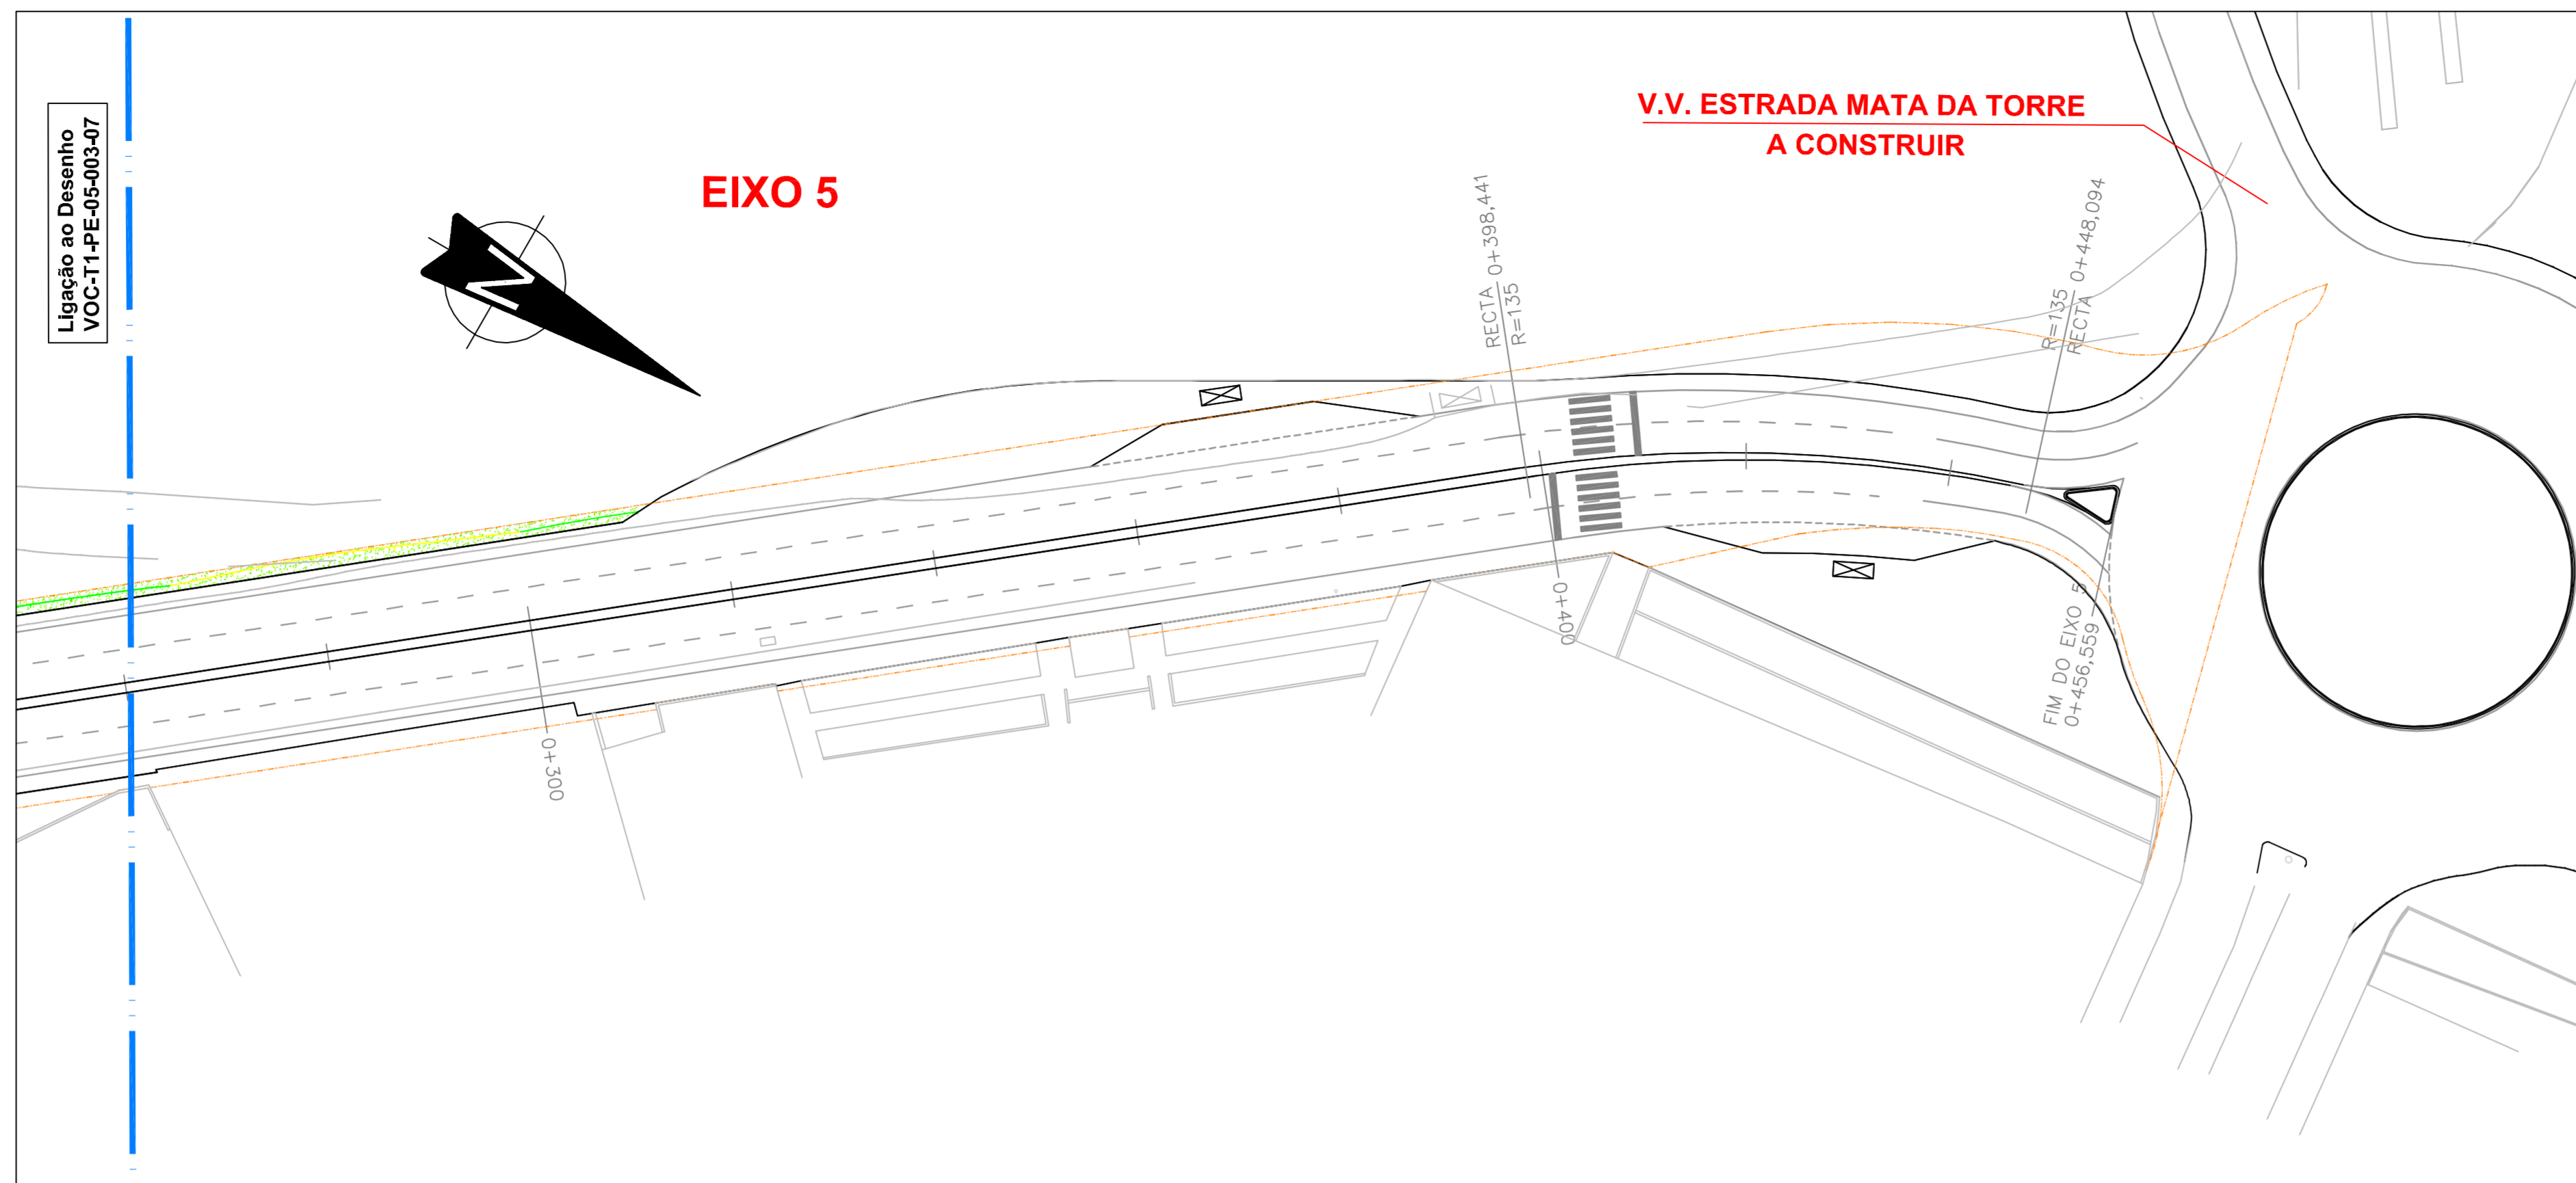 Ligação ao Desenho
VOC-T1-PE-05-003-07
EIXO 5
V.V. ESTRADA MATA DA TORRE
A CONSTRUIR
N
RECTA 0+398,441
R=135
R=135
RECTA 0+448,094
0+300
0+400
FIM DO EIXO 5
0+456,559